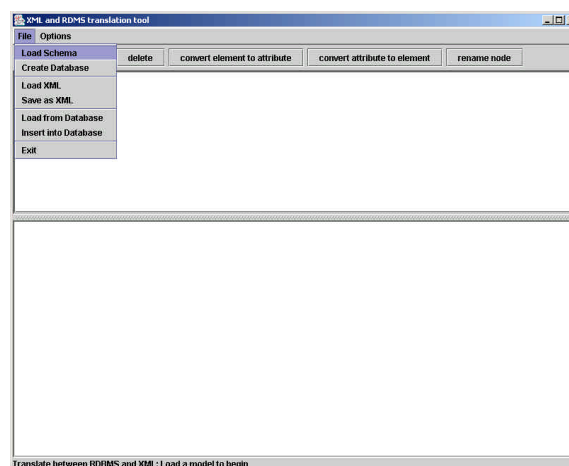 XML and RDMS translation tool
File Options
Load Schema
Create Database
Load XML
Save as XML
Load from Database
Insert into Database
Exit
delete convert element to attribute convert attribute to element rename node
Translate between RDBMS and XML: Load a model to begin